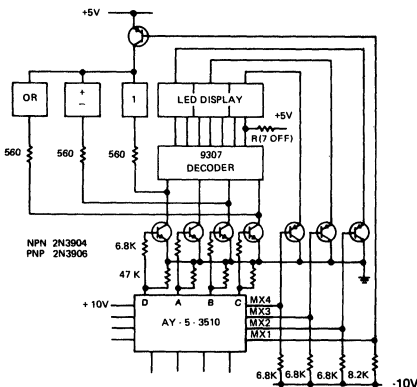 +5V
OR
+
−
1
LED DISPLAY
+5V
R(7 OFF)
560
560
560
9307
DECODER
NPN 2N3904
PNP 2N3906
6.8K
47 K
+ 10V
D A B C
MX4
MX3
MX2
MX1
AY - 5 - 3510
6.8K 6.8K 6.8K 8.2K
-10V